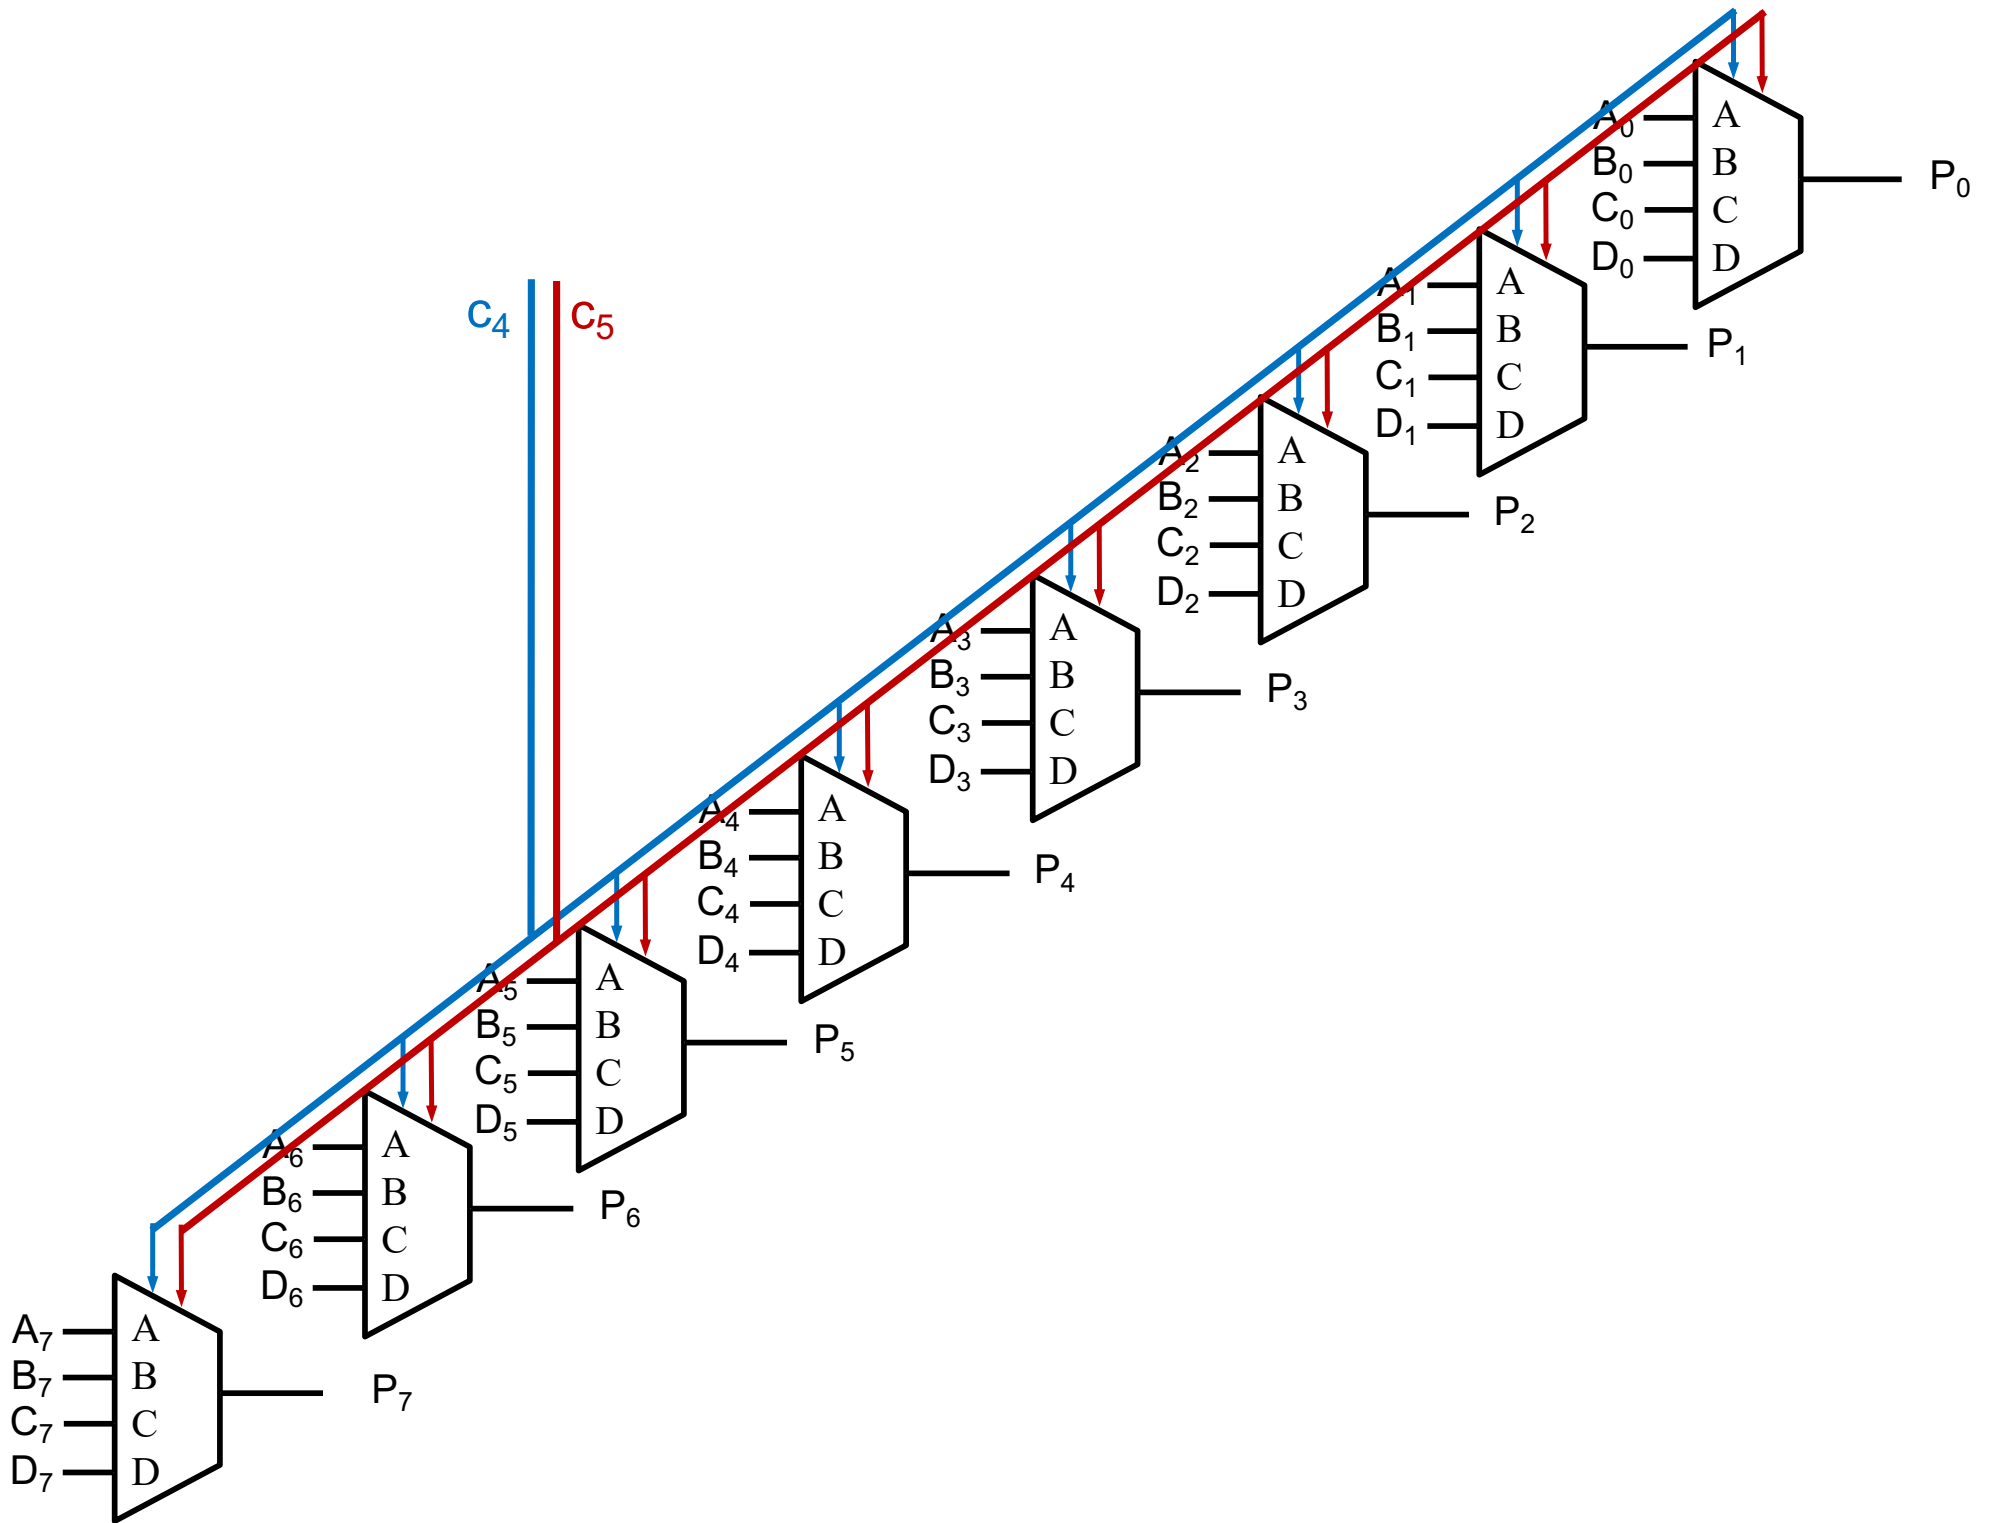 A₀ A
B₀ B P₀
C₀ C
D₀ D
c₄ c₅
A₁ A
B₁ B P₁
C₁ C
D₁ D
A₂ A
B₂ B P₂
C₂ C
D₂ D
A₃ A
B₃ B P₃
C₃ C
D₃ D
A₄ A
B₄ B P₄
C₄ C
D₄ D
A₅ A
B₅ B P₅
C₅ C
D₅ D
A₆ A
B₆ B P₆
C₆ C
D₆ D
A₇ A
B₇ B P₇
C₇ C
D₇ D